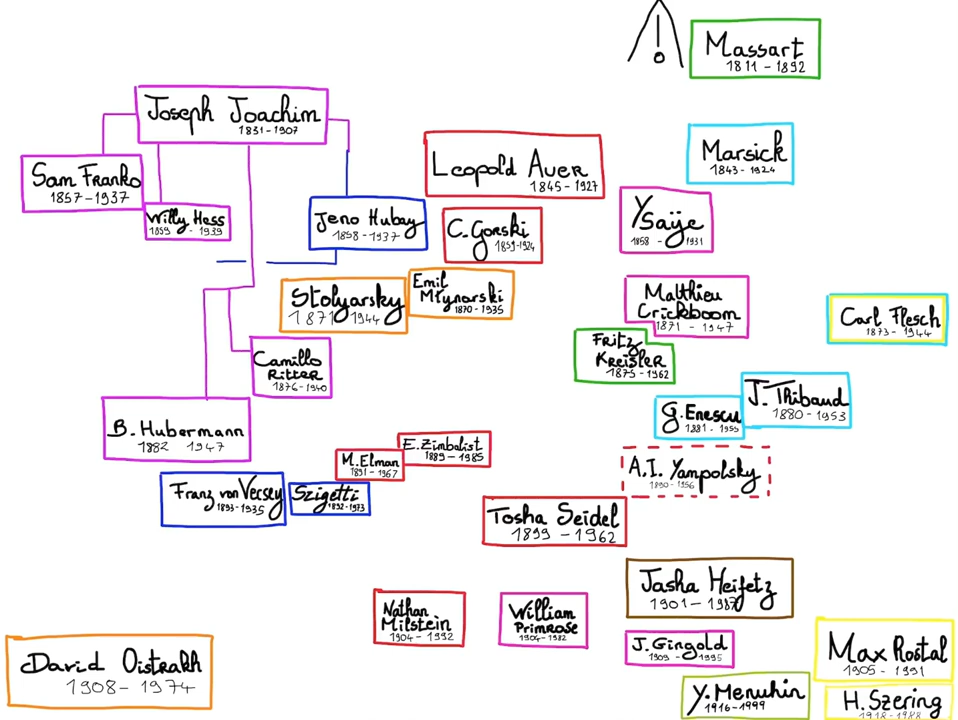 !
Massart
1811 - 1892
Joseph Joachim
1831 - 1907
Leopold Auer
1845 - 1927
Marsick
1843 - 1924
Sam Franko
1857 - 1937
Willy Hess
1859 - 1939
Jeno Hubay
1858 - 1937
C. Gorski
1859-1924
Ysaÿe
1858 - 1931
Stolyarsky
1871 1944
Emil
Młynarski
1870 - 1935
Matthieu
Crickboom
1871 - 1947
Carl Flesch
1873 - 1944
Fritz
Kreisler
1875 - 1962
Camillo
Ritter
1876 - 1940
J. Thibaud
1880 - 1953
G. Enescu
1881 - 1955
B. Hubermann
1882 1947
E. Zimbalist
1889 - 1985
M. Elman
1891 - 1967
A.I. Yampolsky
1890 - 1956
Franz von Vecsey
1893 - 1935
Szigetti
1892 - 1973
Tosha Seidel
1899 - 1962
Jasha Heifetz
1901 - 1987
Nathan
Milstein
1904 - 1992
William
Primrose
1904 - 1982
J. Gingold
1909 - 1995
Max Rostal
1905 - 1991
David Oistrakh
1908 - 1974
Y. Menuhin
1916 - 1999
H. Szering
1918 - 1988